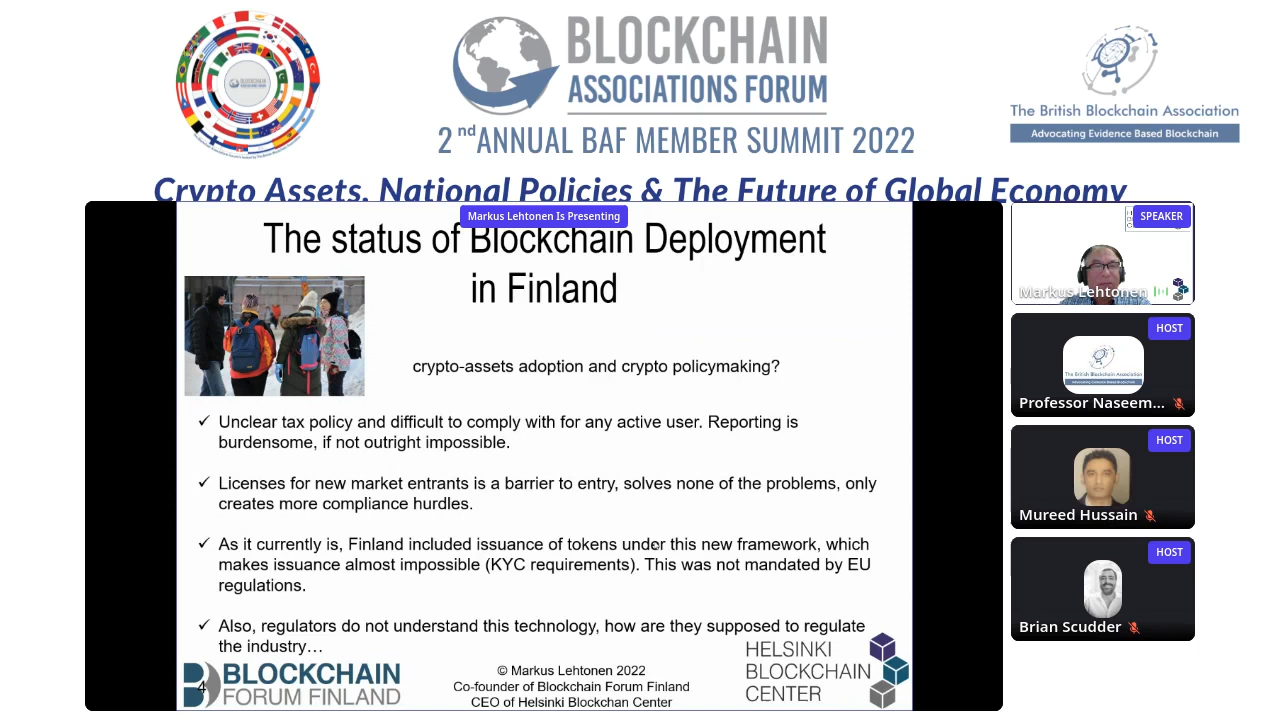 BLOCKCHAIN
ASSOCIATIONS FORUM
2nd ANNUAL BAF MEMBER SUMMIT 2022
The British Blockchain Association
Advocating Evidence Based Blockchain
Crypto Assets, National Policies & The Future of Global Economy
Markus Lehtonen Is Presenting
The status of Blockchain Deployment
in Finland
crypto-assets adoption and crypto policymaking?
✓ Unclear tax policy and difficult to comply with for any active user. Reporting is
burdensome, if not outright impossible.
✓ Licenses for new market entrants is a barrier to entry, solves none of the problems, only
creates more compliance hurdles.
✓ As it currently is, Finland included issuance of tokens under this new framework, which
makes issuance almost impossible (KYC requirements). This was not mandated by EU
regulations.
✓ Also, regulators do not understand this technology, how are they supposed to regulate
the industry…
BLOCKCHAIN
FORUM FINLAND
4
© Markus Lehtonen 2022
Co-founder of Blockchain Forum Finland
CEO of Helsinki Blockchan Center
HELSINKI
BLOCKCHAIN
CENTER
SPEAKER
Markus Lehtonen
HOST
The British Blockchain Association
Professor Naseem...
HOST
Mureed Hussain
HOST
Brian Scudder